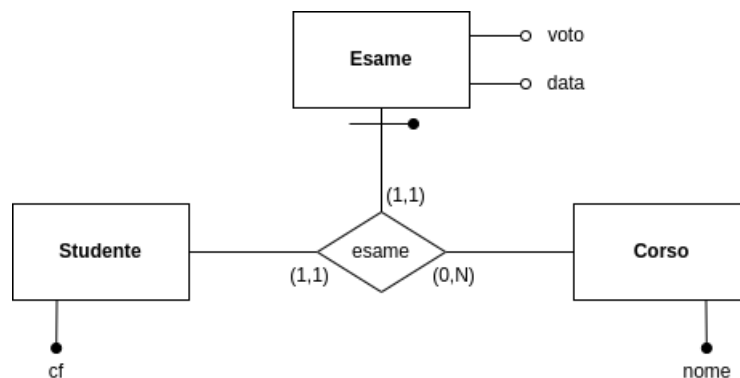 Esame
voto
data
(1,1)
Studente
(1,1)
esame
(0,N)
Corso
cf
nome